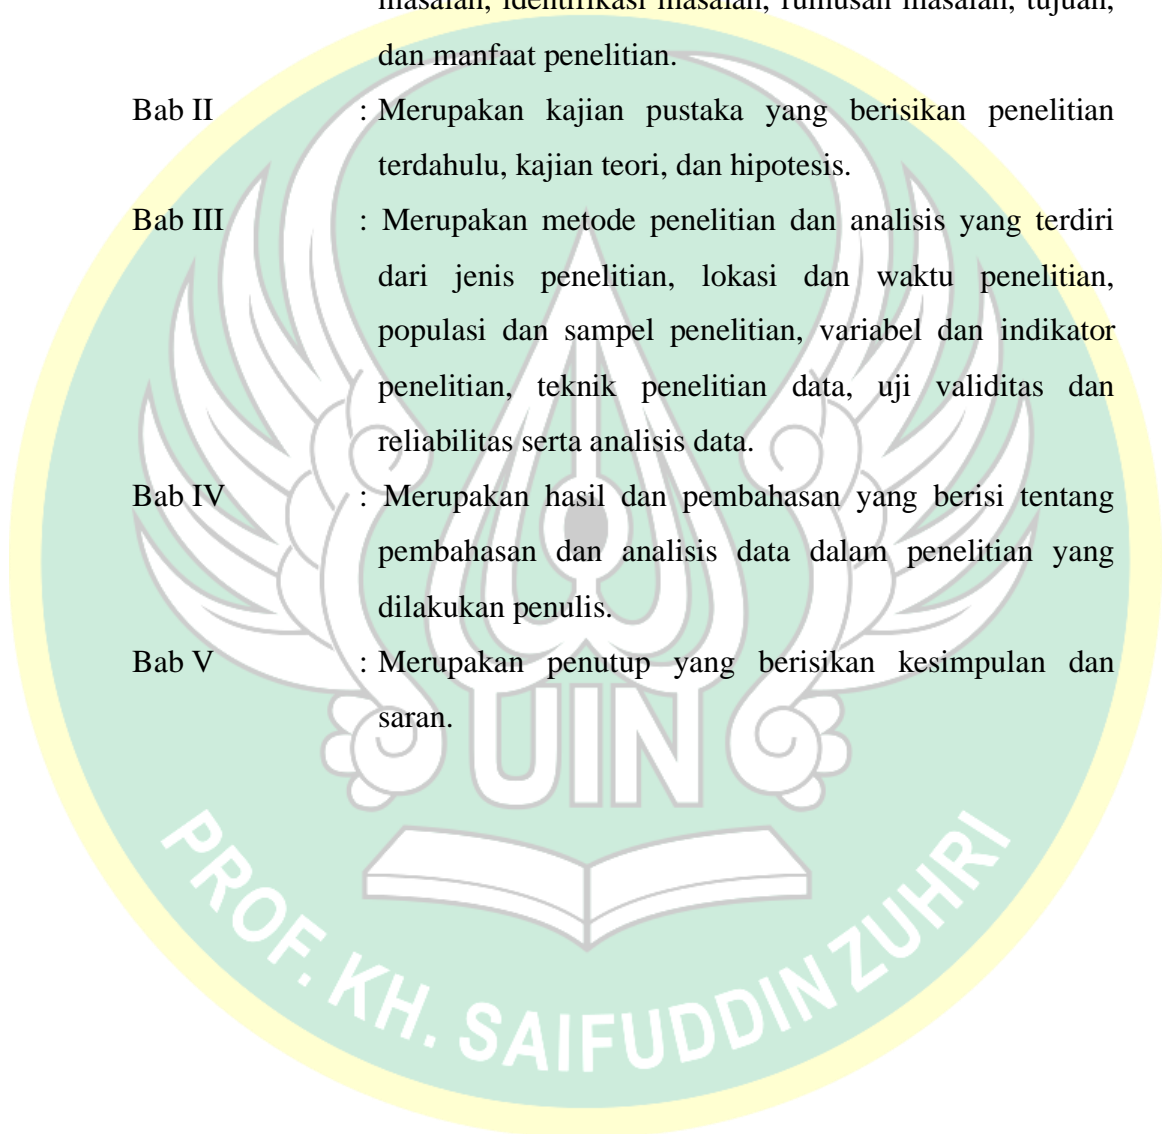 masalah, identifikasi masalah, rumusan masalah, tujuan,
dan manfaat penelitian.
Bab II : Merupakan kajian pustaka yang berisikan penelitian
terdahulu, kajian teori, dan hipotesis.
Bab III : Merupakan metode penelitian dan analisis yang terdiri
dari jenis penelitian, lokasi dan waktu penelitian,
populasi dan sampel penelitian, variabel dan indikator
penelitian, teknik penelitian data, uji validitas dan
reliabilitas serta analisis data.
Bab IV : Merupakan hasil dan pembahasan yang berisi tentang
pembahasan dan analisis data dalam penelitian yang
dilakukan penulis.
Bab V : Merupakan penutup yang berisikan kesimpulan dan
saran.
UIN
PROF. KH. SAIFUDDIN ZUHRI